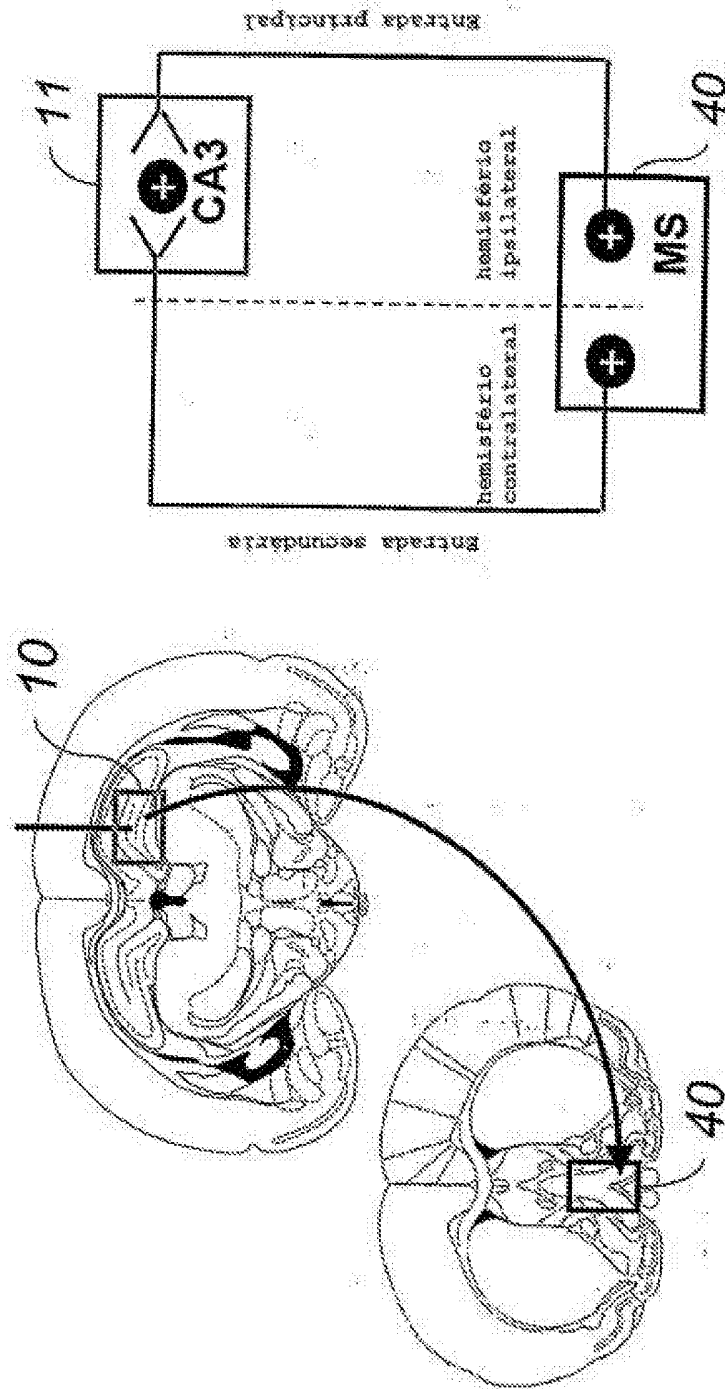 Entrada principal
11
CA3
hemisfério
ipsilateral
40
MS
hemisfério
contralateral
Entrada secundária
10
40